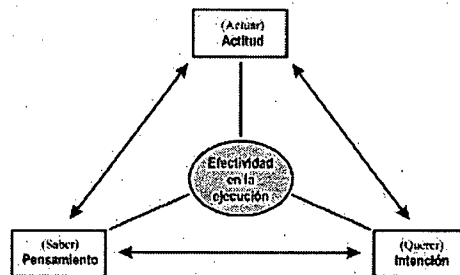 (Actuar)
Actitud
Efectividad
en la
ejecución
(Saber)
Pensamiento
(Querer)
Intención